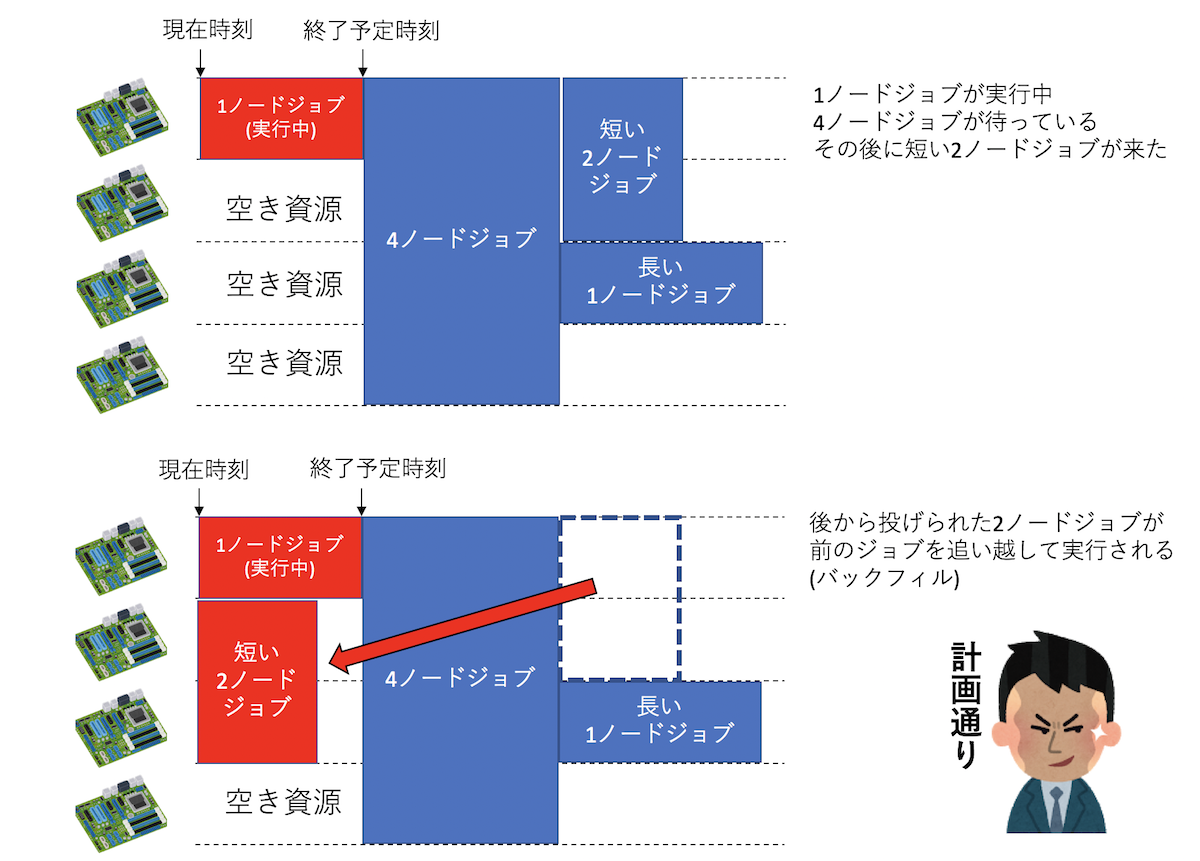 現在時刻
終了予定時刻
1ノードジョブ
(実行中)
空き資源
空き資源
空き資源
4ノードジョブ
短い
2ノード
ジョブ
長い
1ノードジョブ
1ノードジョブが実行中
4ノードジョブが待っている
その後に短い2ノードジョブが来た
現在時刻
終了予定時刻
1ノードジョブ
(実行中)
短い
2ノード
ジョブ
空き資源
4ノードジョブ
長い
1ノードジョブ
後から投げられた2ノードジョブが
前のジョブを追い越して実行される
(バックフィル)
計画通り